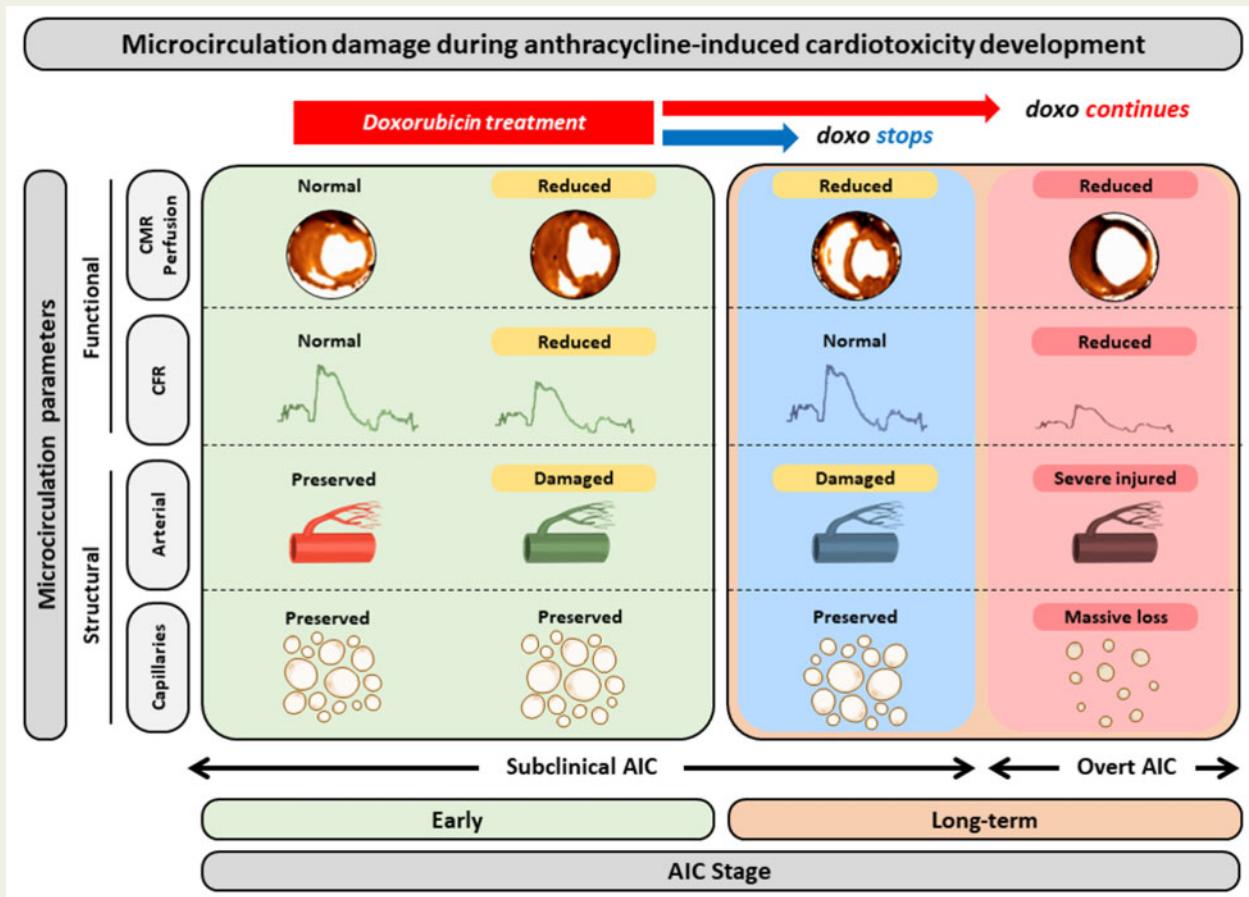 Microcirculation damage during anthracycline-induced cardiotoxicity development
Doxorubicin treatment
doxo continues
doxo stops
Microcirculation parameters
Functional
Structural
CMR
Perfusion
Normal
Reduced
Reduced
Reduced
CFR
Normal
Reduced
Normal
Reduced
Arterial
Preserved
Damaged
Damaged
Severe injured
Capillaries
Preserved
Preserved
Preserved
Massive loss
Subclinical AIC
Overt AIC
Early
Long-term
AIC Stage